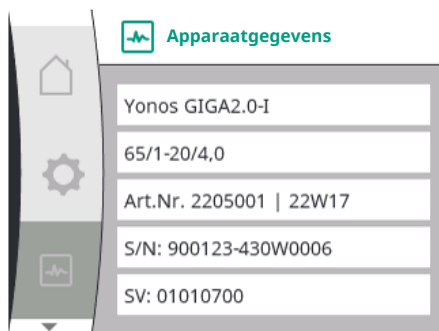 Apparaatgegevens
Yonos GIGA2.0-I
65/1-20/4,0
Art.Nr. 2205001 | 22W17
S/N: 900123-430W0006
SV: 01010700